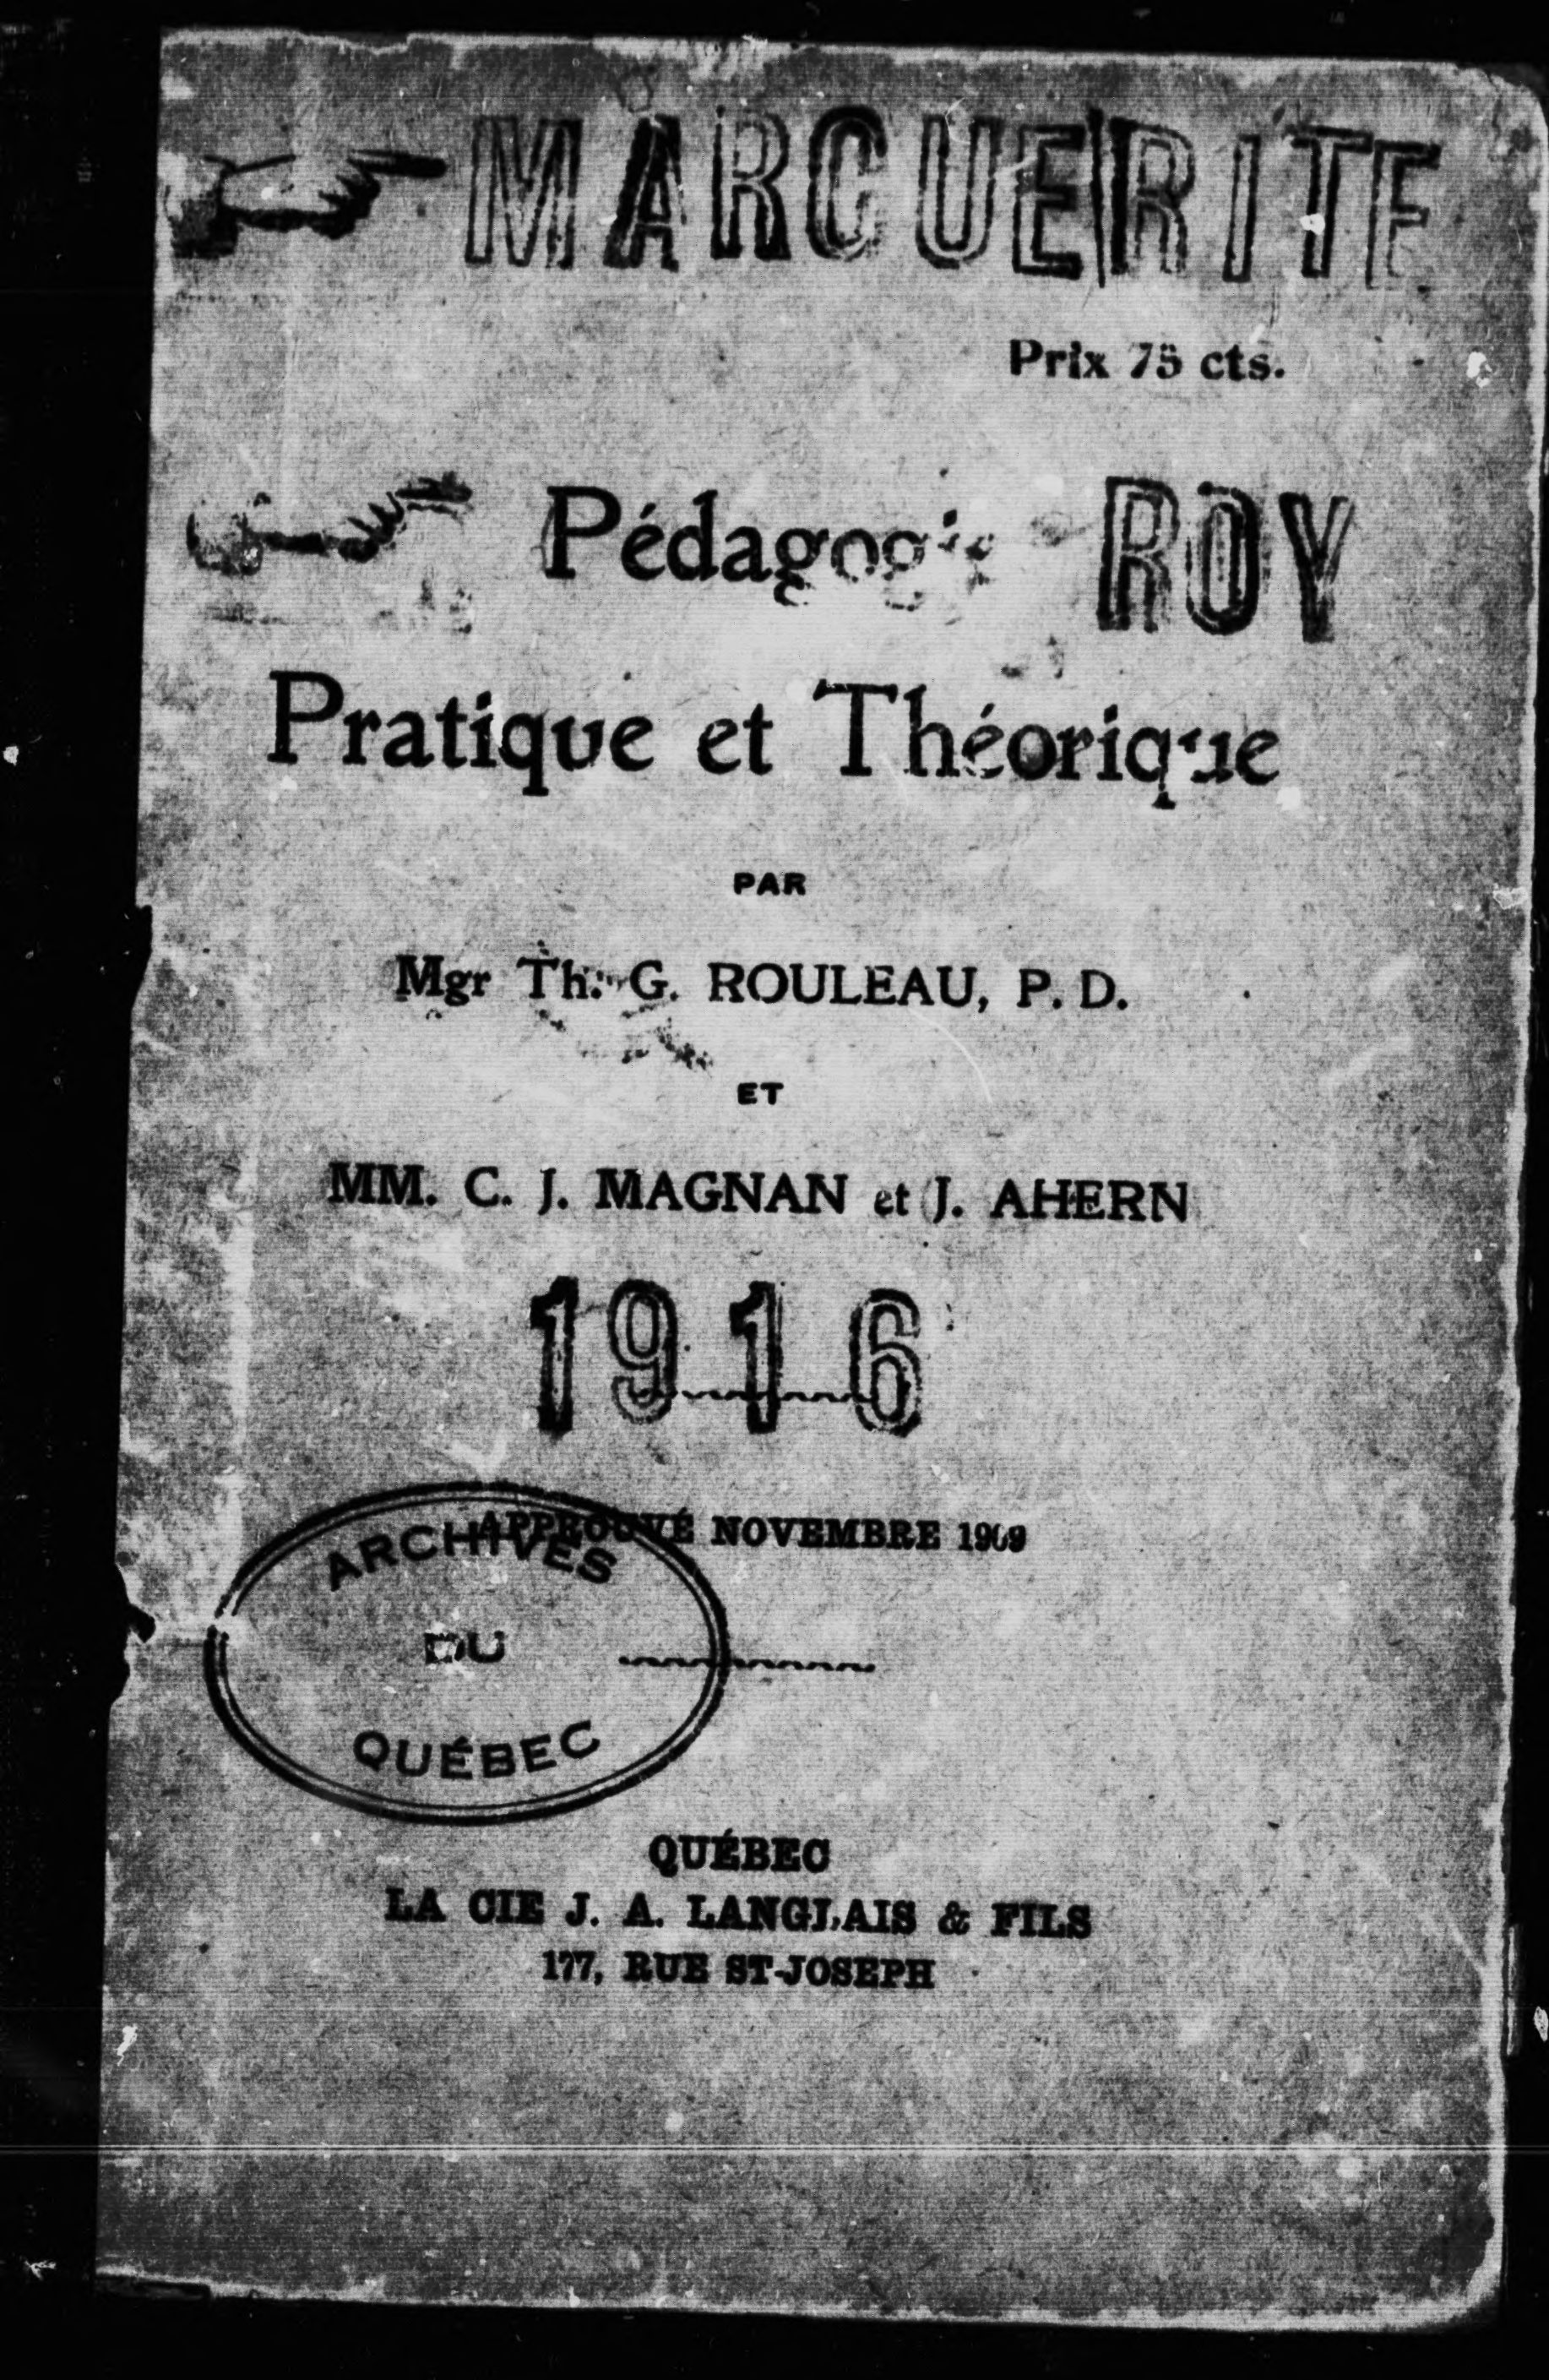 MARGUERITE
Prix 75 cts.
Pédagogie ROY
Pratique et Théorique
PAR
Mgr Th. G. ROULEAU, P. D.
ET
MM. C. J. MAGNAN et J. AHERN
1916
APPROUVÉ NOVEMBRE 1909
ARCHIVES
DU
QUÉBEC
QUÉBEC
LA CIE J. A. LANGLAIS & FILS
177, RUE ST-JOSEPH